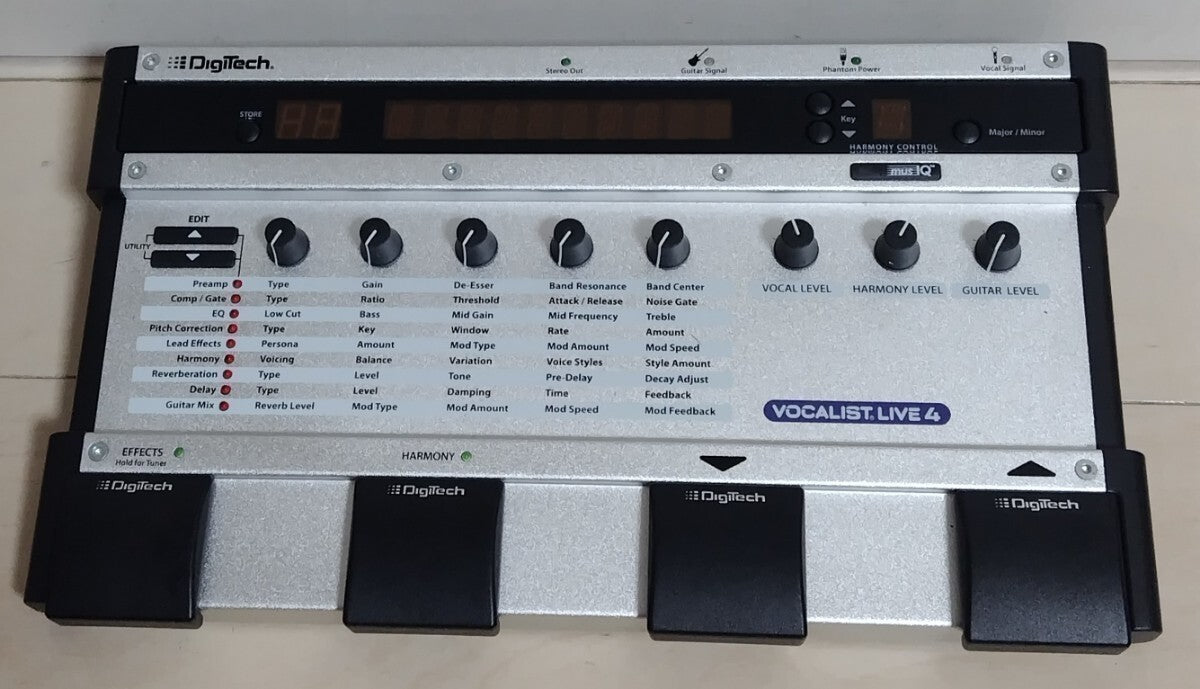 DigiTech®
Stereo Out
Guitar Signal
Phantom Power
Vocal Signal
STORE
Key
Major / Minor
HARMONY CONTROL
musIQ™
EDIT
UTILITY
Preamp Type Gain De-Esser Band Resonance Band Center
Comp / Gate Type Ratio Threshold Attack / Release Noise Gate
EQ Low Cut Bass Mid Gain Mid Frequency Treble
Pitch Correction Type Key Window Rate Amount
Lead Effects Persona Amount Mod Type Mod Amount Mod Speed
Harmony Voicing Balance Variation Voice Styles Style Amount
Reverberation Type Level Tone Pre-Delay Decay Adjust
Delay Type Level Damping Time Feedback
Guitar Mix Reverb Level Mod Type Mod Amount Mod Speed Mod Feedback
VOCAL LEVEL
HARMONY LEVEL
GUITAR LEVEL
VOCALIST® LIVE 4
EFFECTS
Hold for Tuner
HARMONY
DigiTech
DigiTech
DigiTech
DigiTech